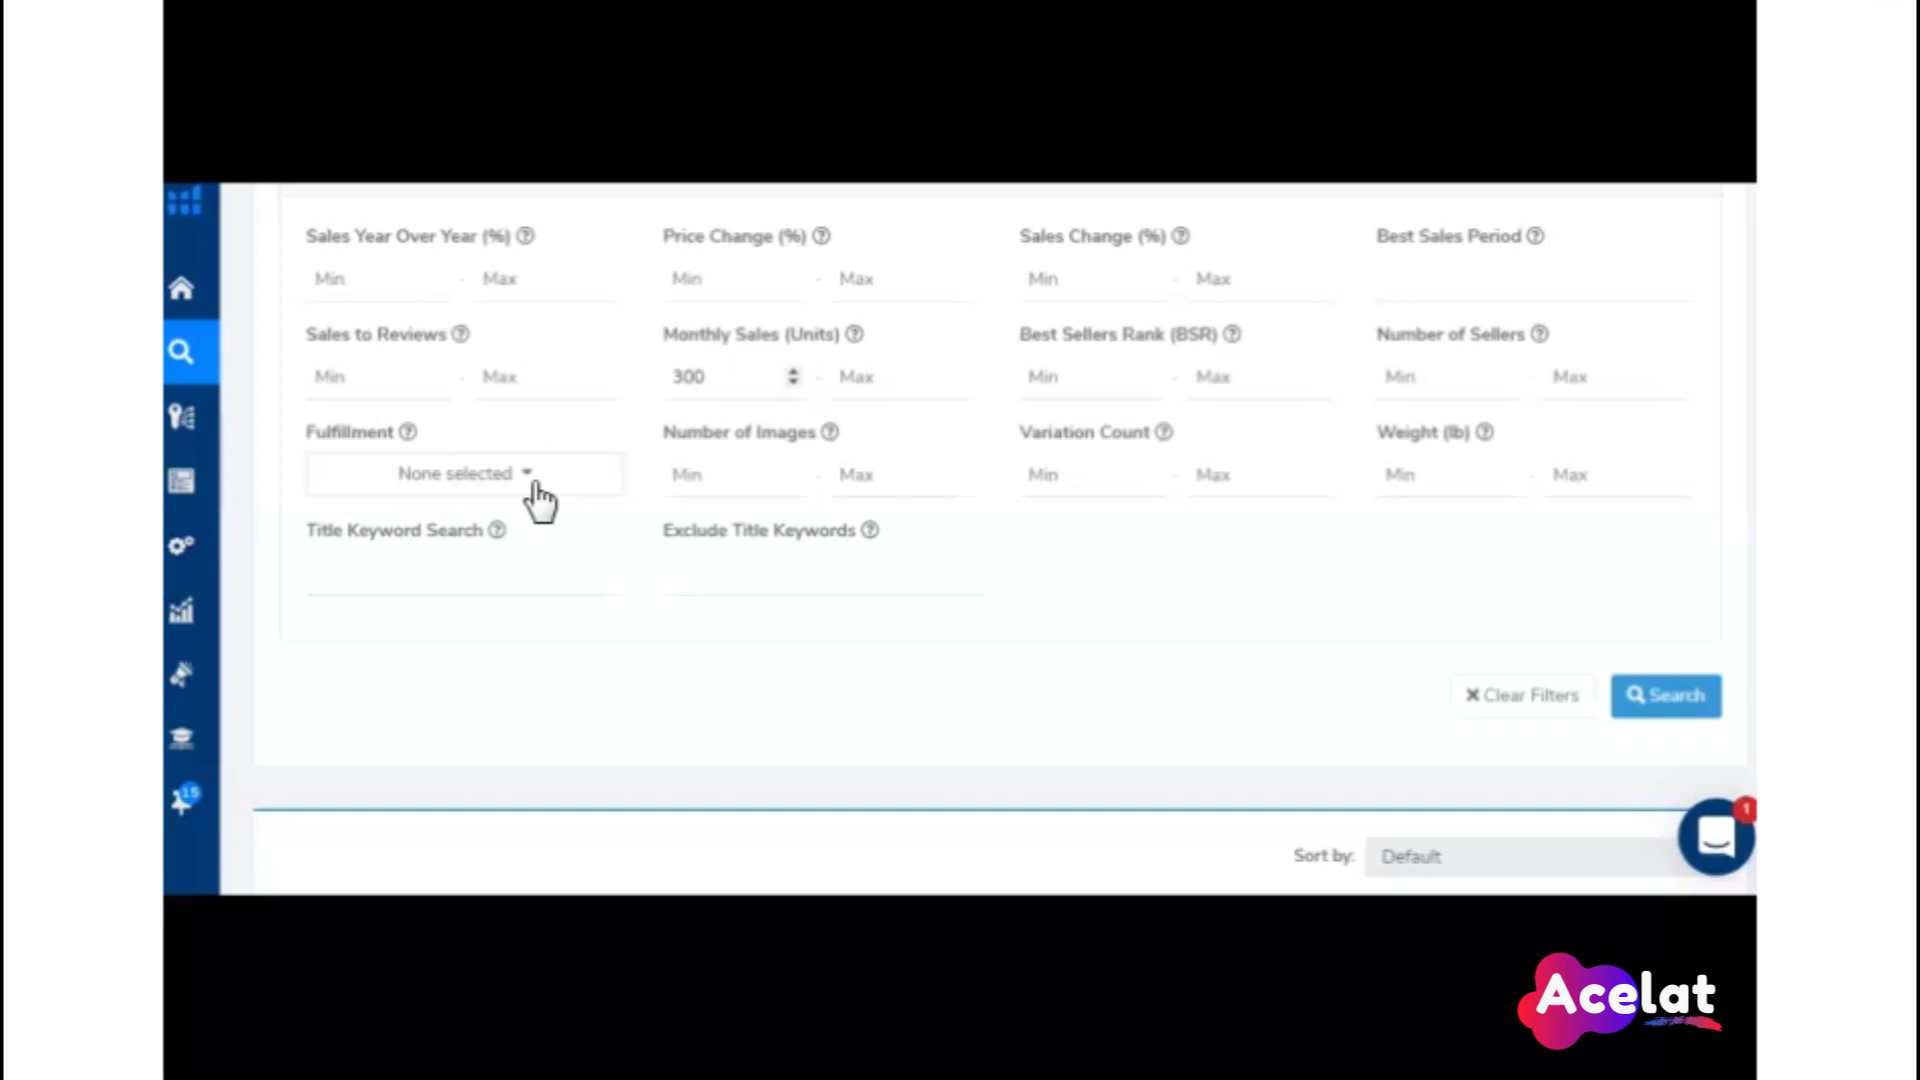 Sales Year Over Year (%) Price Change (%) Sales Change (%) Best Sales Period
Min - Max Min - Max Min - Max
Sales to Reviews Monthly Sales (Units) Best Sellers Rank (BSR) Number of Sellers
Min - Max 300 - Max Min - Max Min - Max
Fulfillment Number of Images Variation Count Weight (lb)
None selected Min - Max Min - Max Min - Max
Title Keyword Search Exclude Title Keywords
Clear Filters Search
15
1
Sort by: Default
Acelat